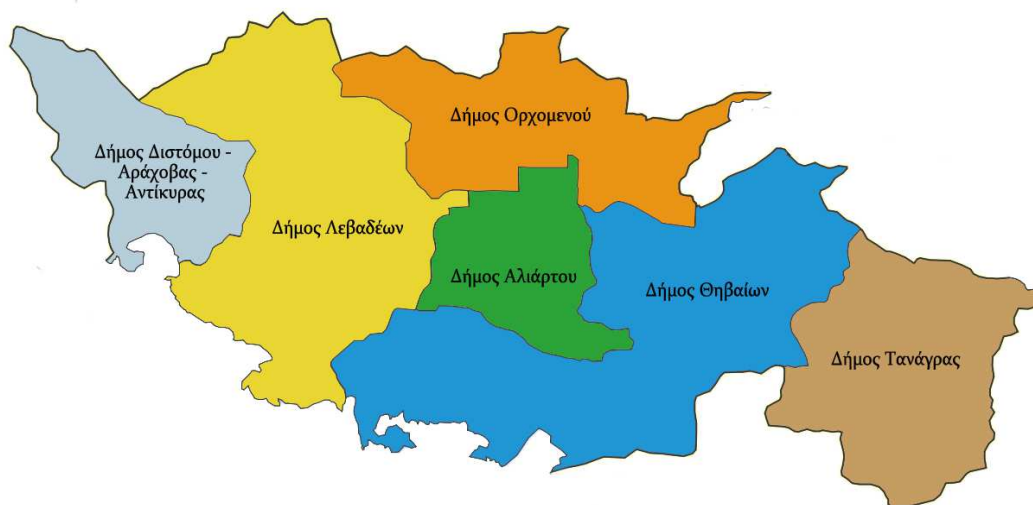 Δήμος Ορχομενού
Δήμος Διστόμου -
Αράχοβας -
Αντίκυρας
Δήμος Λεβαδέων
Δήμος Αλιάρτου
Δήμος Θηβαίων
Δήμος Τανάγρας